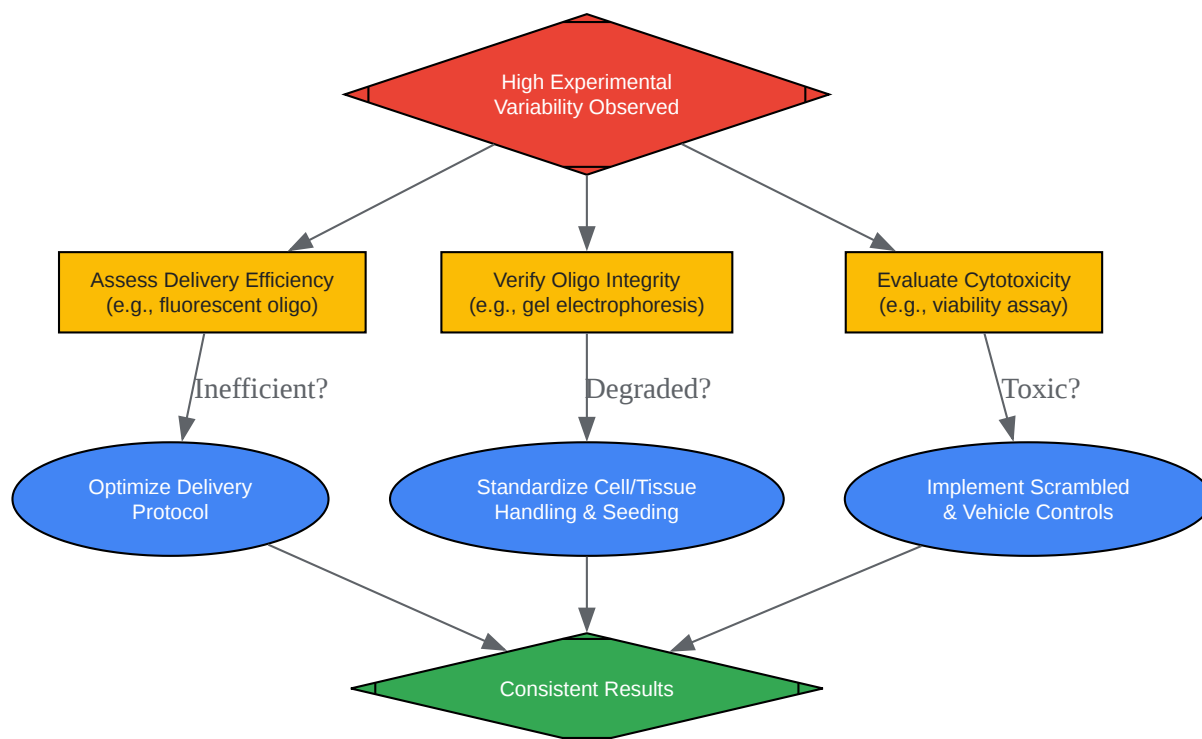 High Experimental
Variability Observed
Assess Delivery Efficiency
(e.g., fluorescent oligo)
Verify Oligo Integrity
(e.g., gel electrophoresis)
Evaluate Cytotoxicity
(e.g., viability assay)
Inefficient?
Degraded?
Toxic?
Optimize Delivery
Protocol
Standardize Cell/Tissue
Handling & Seeding
Implement Scrambled
& Vehicle Controls
Consistent Results